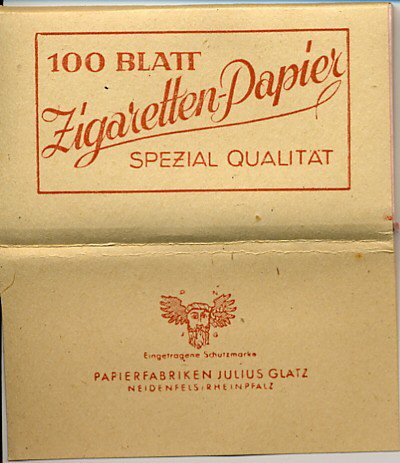 100 BLATT
Zigaretten-Papier
SPEZIAL QUALITÄT
Eingetragene Schutzmarke
PAPIERFABRIKEN JULIUS GLATZ
NEIDENFELS/RHEINPFALZ